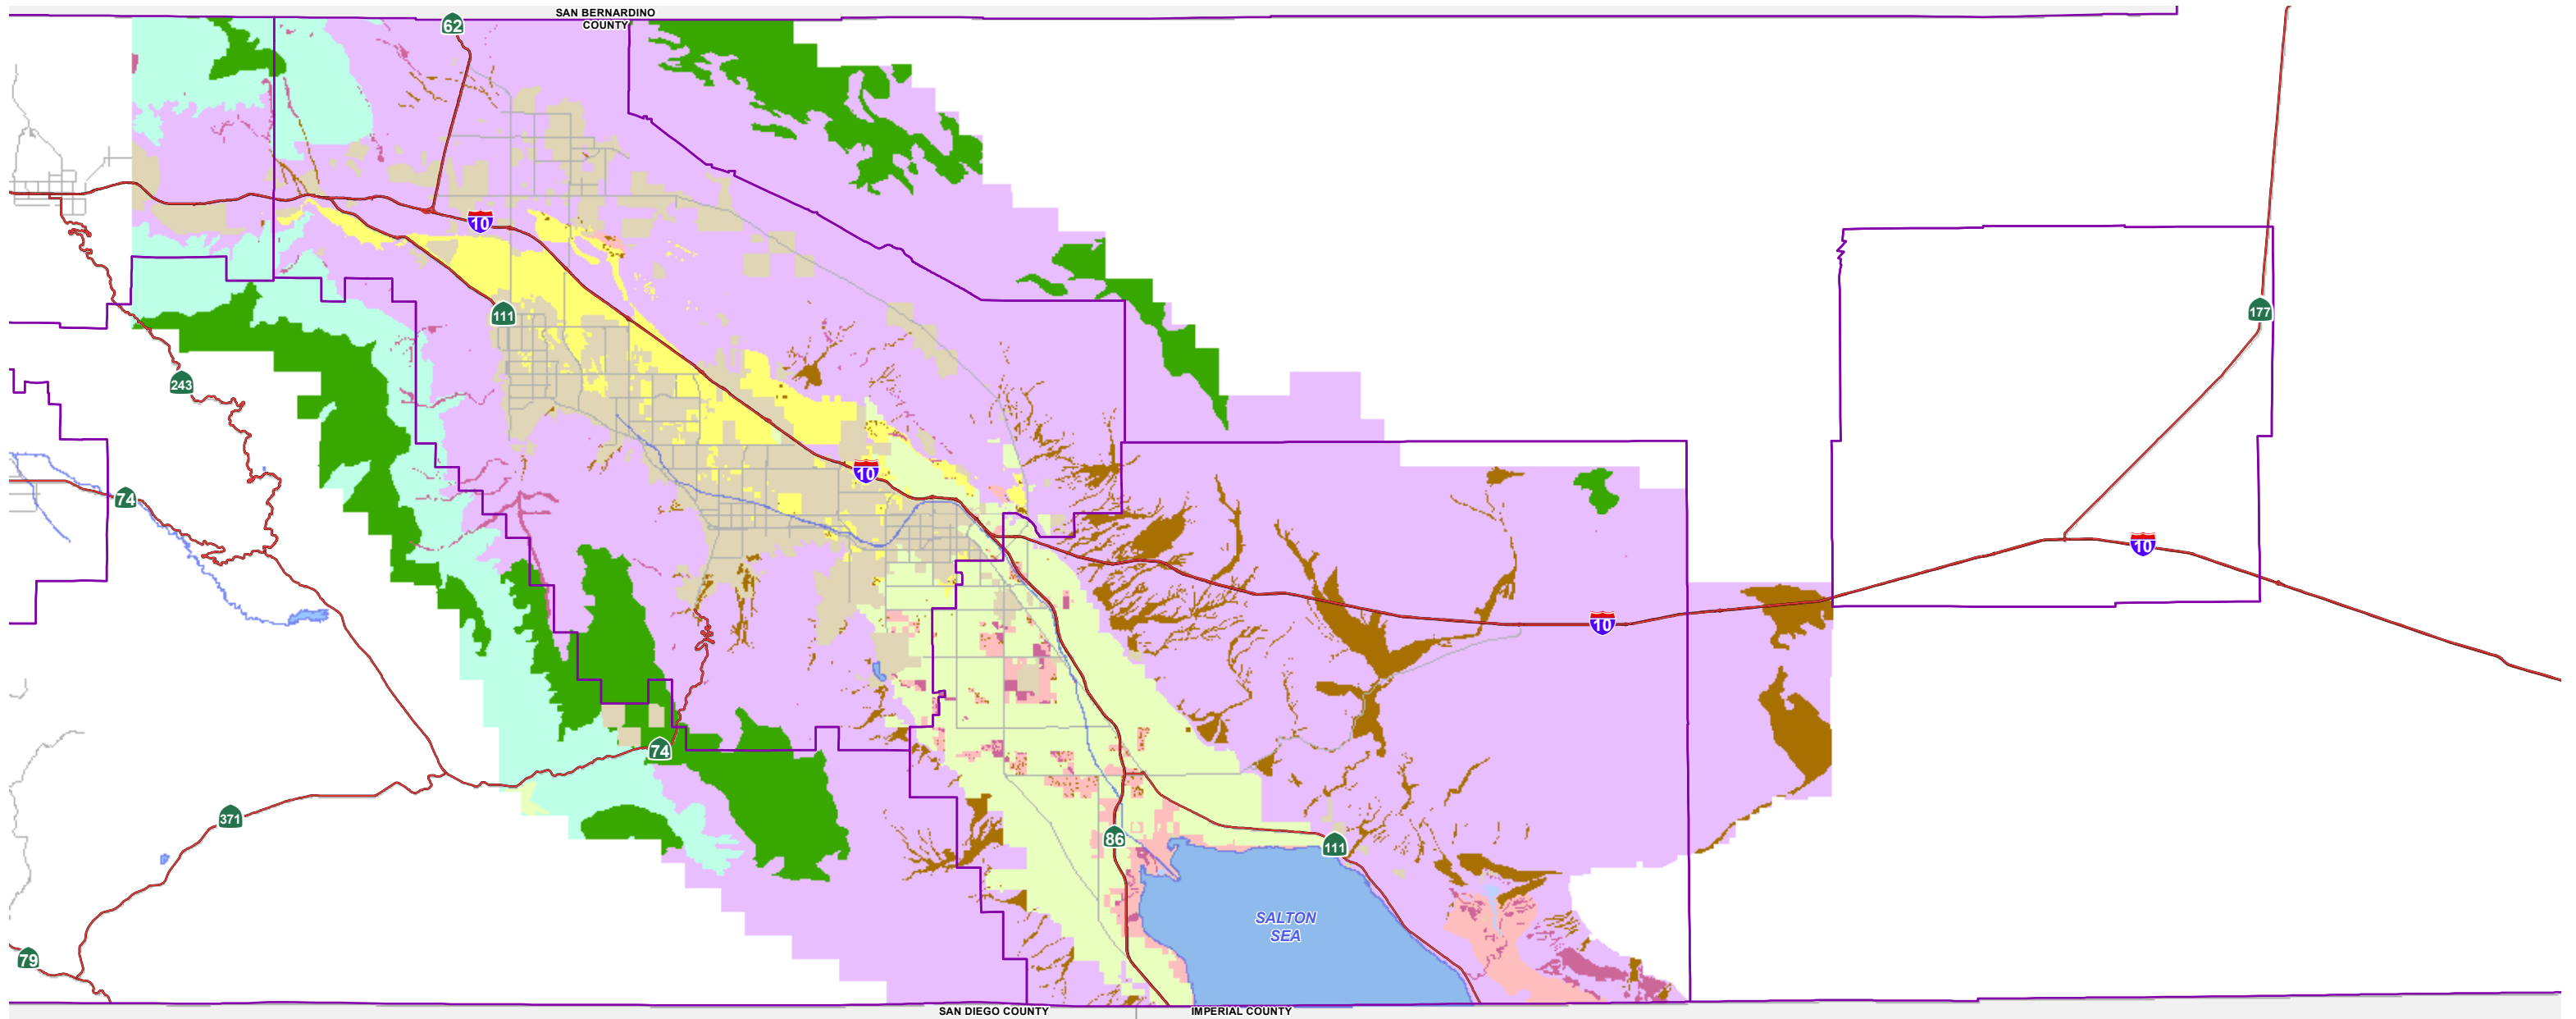 SAN BERNARDINO
COUNTY
62
10
111
177
243
10
74
10
10
74
371
86
111
SALTON
SEA
79
SAN DIEGO COUNTY
IMPERIAL COUNTY